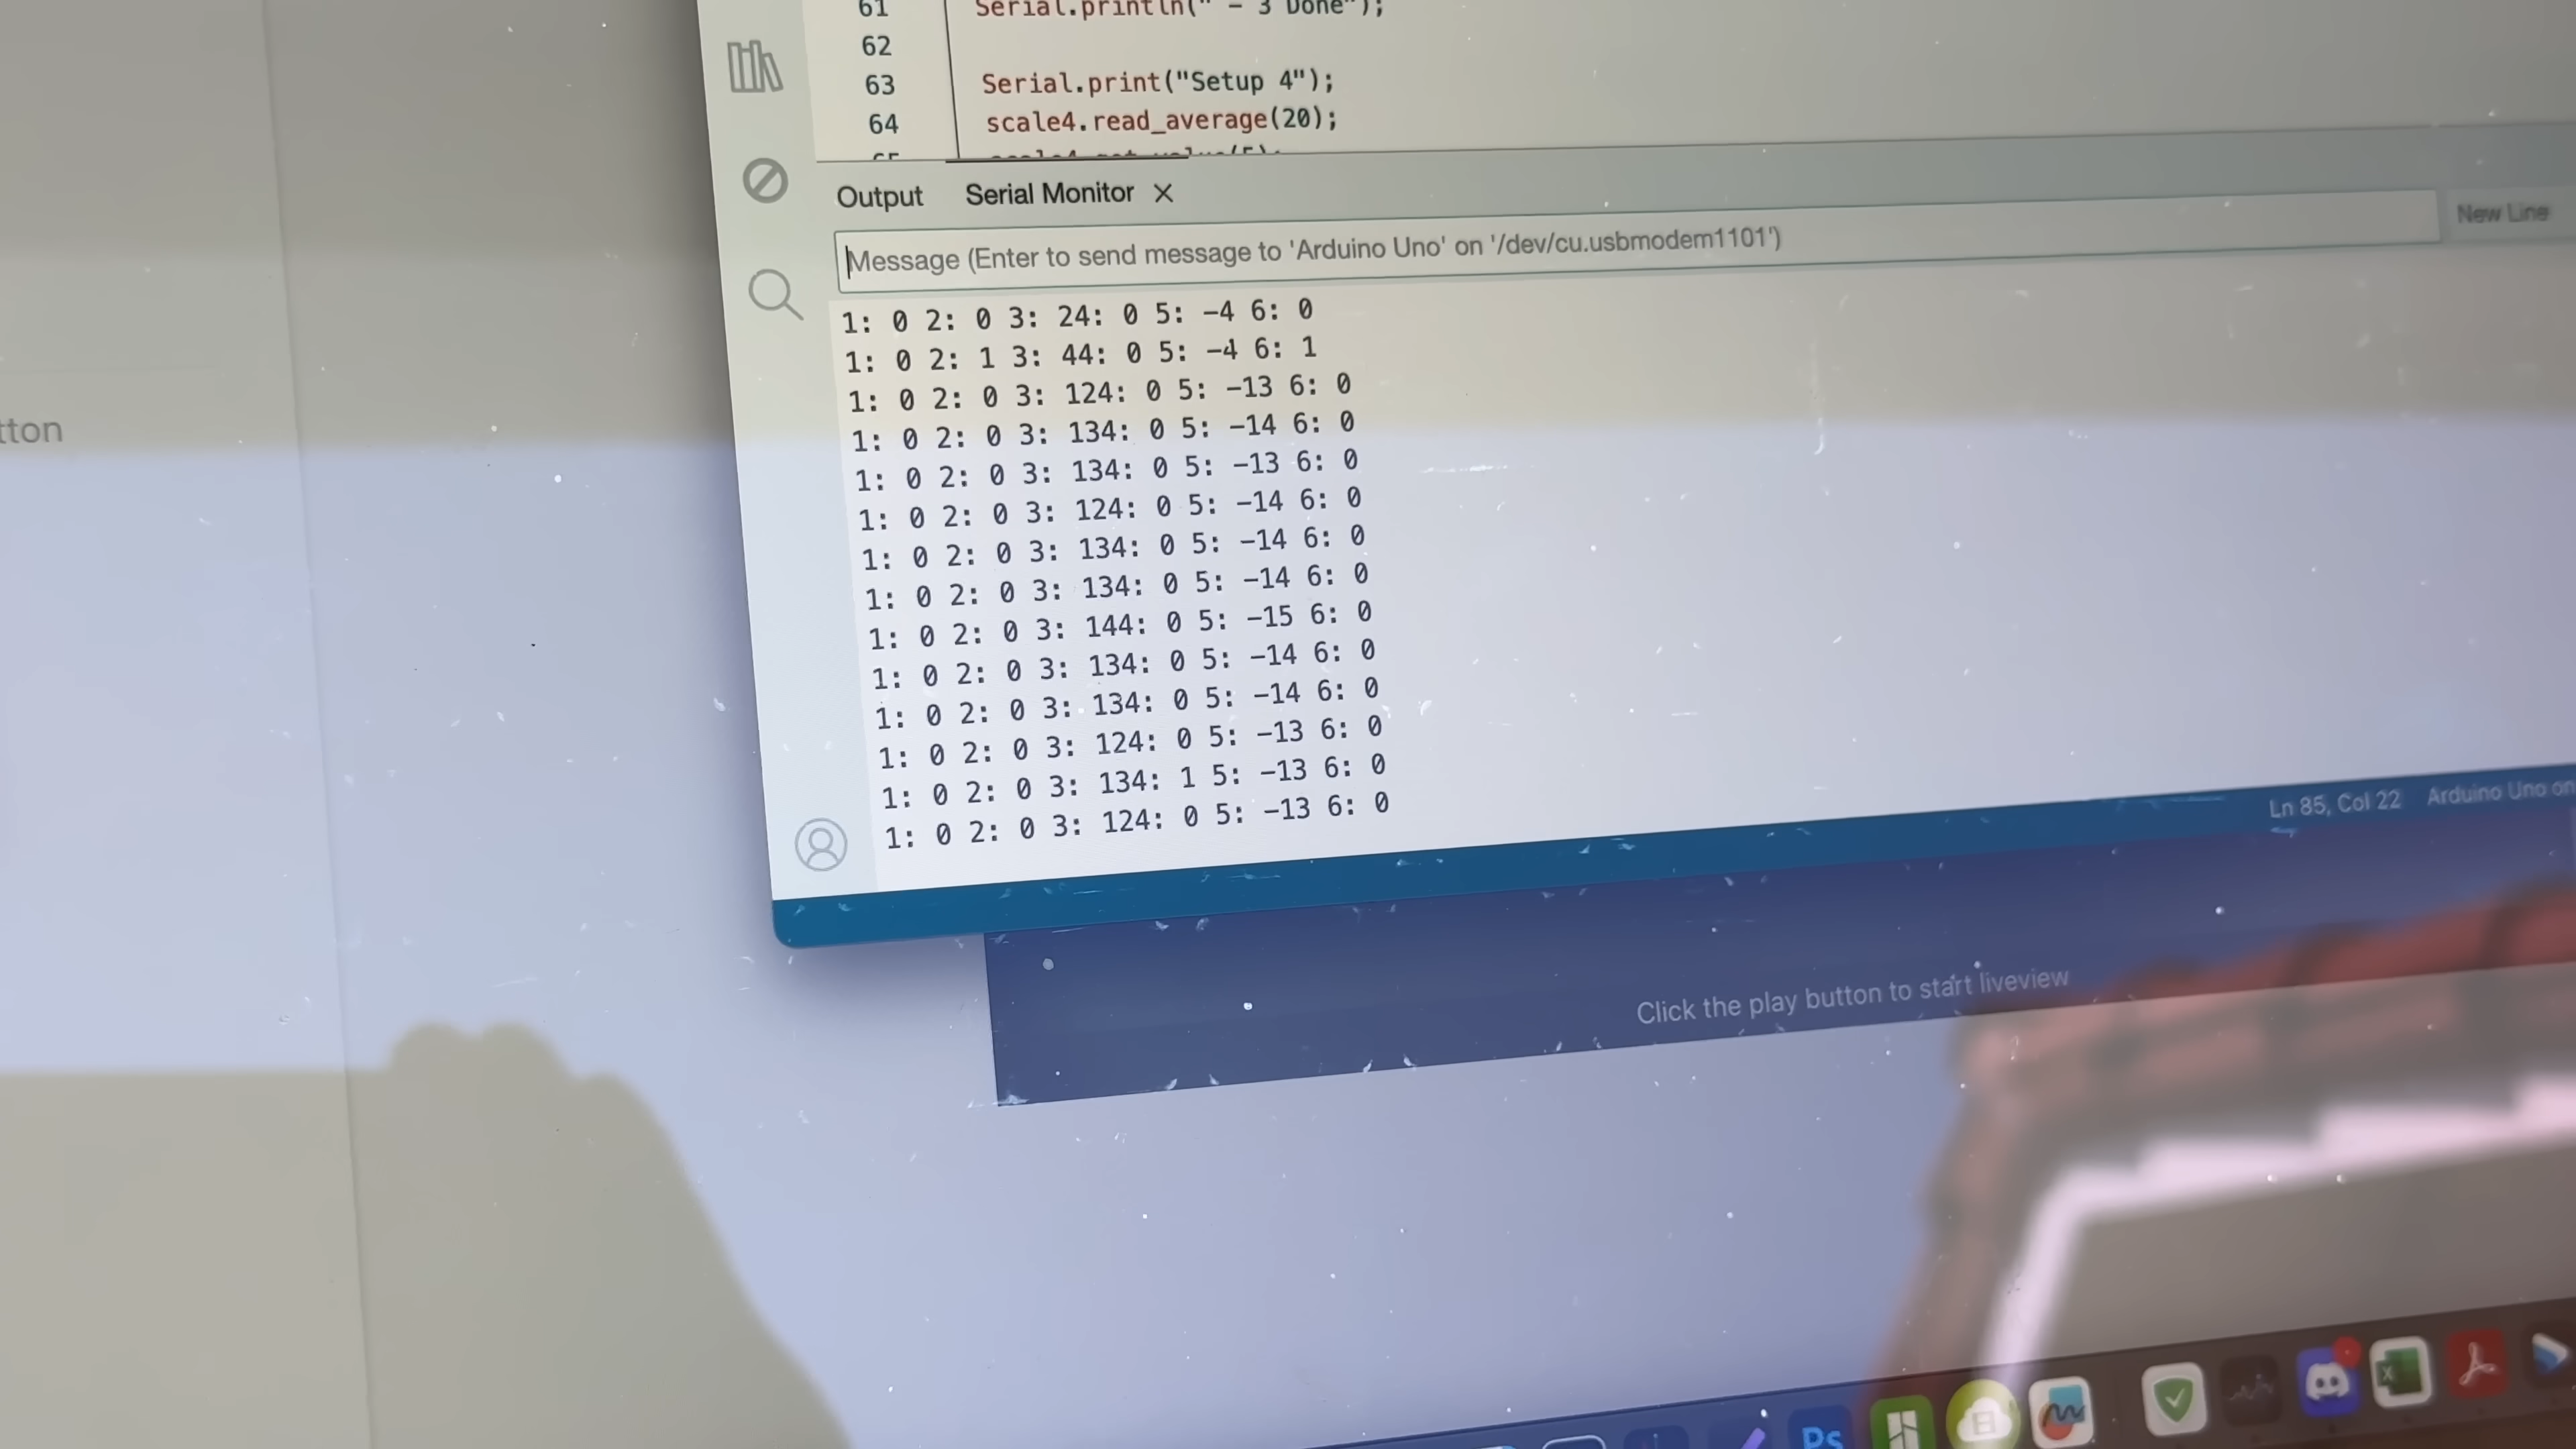 61 Serial.println(" - 3 Done");
62
63 Serial.print("Setup 4");
64 scale4.read_average(20);
Output Serial Monitor
Message (Enter to send message to 'Arduino Uno' on '/dev/cu.usbmodem1101')
New Line
1: 0 2: 0 3: 24: 0 5: -4 6: 0
1: 0 2: 1 3: 44: 0 5: -4 6: 1
1: 0 2: 0 3: 124: 0 5: -13 6: 0
1: 0 2: 0 3: 134: 0 5: -14 6: 0
1: 0 2: 0 3: 134: 0 5: -13 6: 0
1: 0 2: 0 3: 124: 0 5: -14 6: 0
1: 0 2: 0 3: 134: 0 5: -14 6: 0
1: 0 2: 0 3: 134: 0 5: -14 6: 0
1: 0 2: 0 3: 144: 0 5: -15 6: 0
1: 0 2: 0 3: 134: 0 5: -14 6: 0
1: 0 2: 0 3: 134: 0 5: -14 6: 0
1: 0 2: 0 3: 124: 0 5: -13 6: 0
1: 0 2: 0 3: 134: 1 5: -13 6: 0
1: 0 2: 0 3: 124: 0 5: -13 6: 0
tton
Ln 85, Col 22 Arduino Uno on
Click the play button to start liveview
Ps